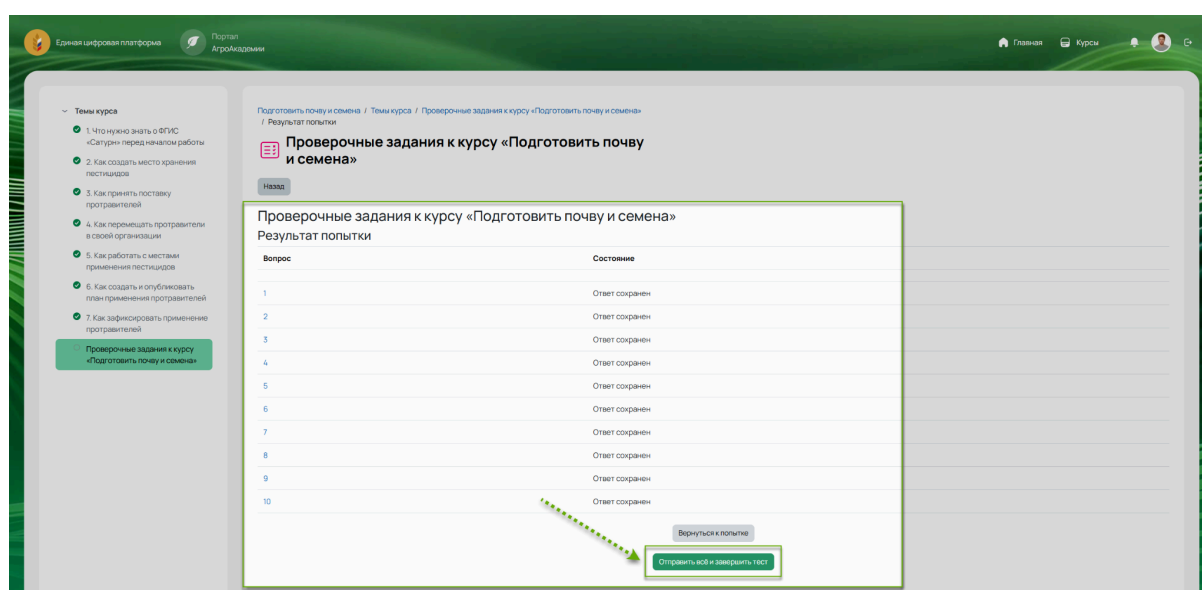 Единая цифровая платформа
Портал
АгроАкадемии
Главная
Курсы
Темы курса
1. Что нужно знать о ФГИС
«Сатурн» перед началом работы
2. Как создать место хранения
пестицидов
3. Как принять поставку
протравителей
4. Как перемещать протравители
в своей организации
5. Как работать с местами
применения пестицидов
6. Как создать и опубликовать
план применения протравителей
7. Как зафиксировать применение
протравителей
Проверочные задания к курсу
«Подготовить почву и семена»
Подготовить почву и семена / Темы курса / Проверочные задания к курсу «Подготовить почву и семена»
/ Результат попытки
Проверочные задания к курсу «Подготовить почву
и семена»
Назад
Проверочные задания к курсу «Подготовить почву и семена»
Результат попытки
Вопрос Состояние
1 Ответ сохранен
2 Ответ сохранен
3 Ответ сохранен
4 Ответ сохранен
5 Ответ сохранен
6 Ответ сохранен
7 Ответ сохранен
8 Ответ сохранен
9 Ответ сохранен
10 Ответ сохранен
Вернуться к попытке
Отправить всё и завершить тест